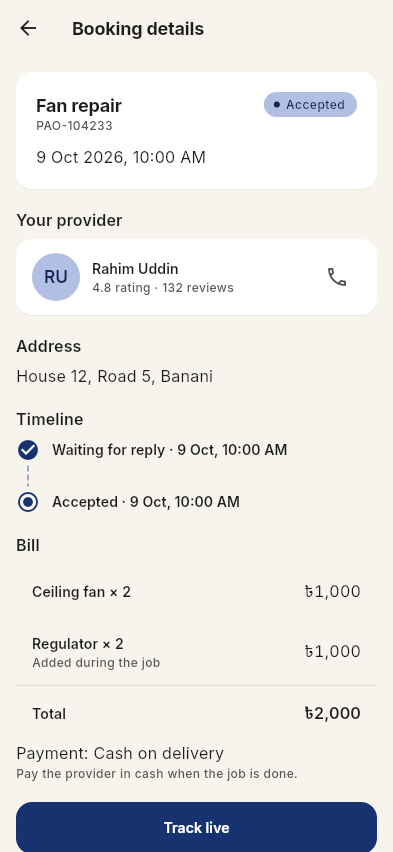 Booking details
Fan repair
Accepted
PAO-104233
9 Oct 2026, 10:00 AM
Your provider
RU
Rahim Uddin
4.8 rating · 132 reviews
Address
House 12, Road 5, Banani
Timeline
Waiting for reply · 9 Oct, 10:00 AM
Accepted · 9 Oct, 10:00 AM
Bill
Ceiling fan × 2 ৳1,000
Regulator × 2 ৳1,000
Added during the job
Total ৳2,000
Payment: Cash on delivery
Pay the provider in cash when the job is done.
Track live